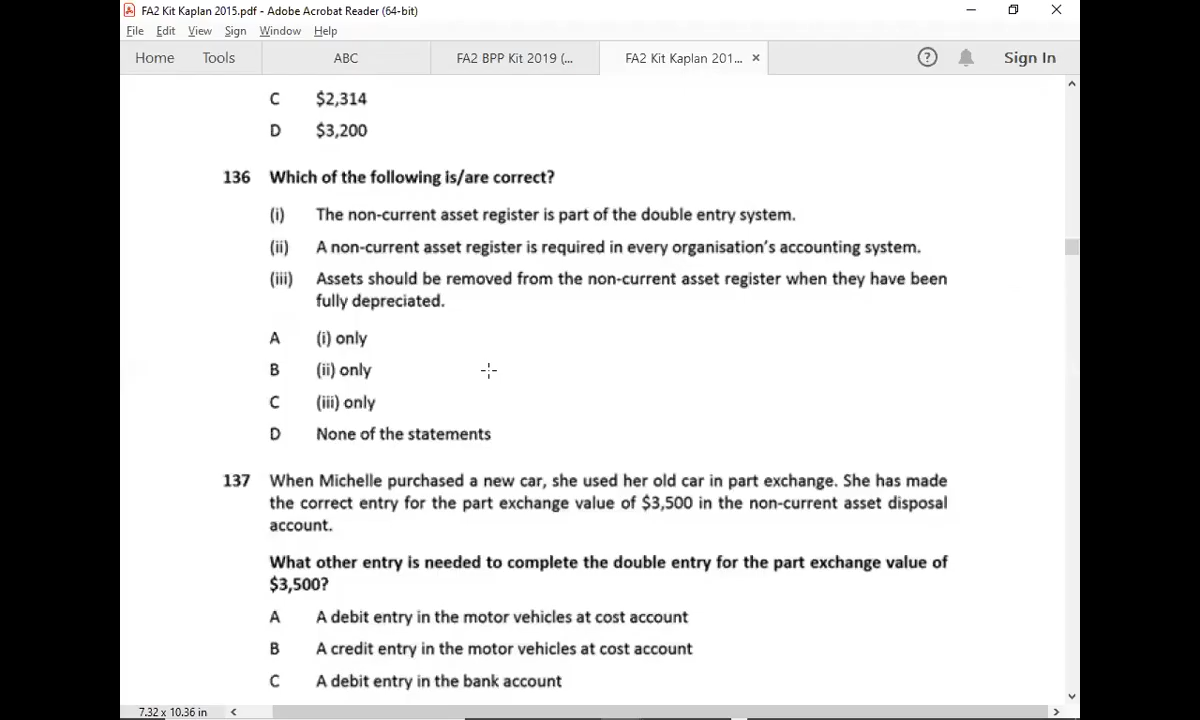 FA2 Kit Kaplan 2015.pdf - Adobe Acrobat Reader (64-bit)
File Edit View Sign Window Help
Home Tools ABC FA2 BPP Kit 2019 (... FA2 Kit Kaplan 201... × Sign In
C $2,314
D $3,200
136 Which of the following is/are correct?
(i) The non-current asset register is part of the double entry system.
(ii) A non-current asset register is required in every organisation's accounting system.
(iii) Assets should be removed from the non-current asset register when they have been
fully depreciated.
A (i) only
B (ii) only
C (iii) only
D None of the statements
137 When Michelle purchased a new car, she used her old car in part exchange. She has made
the correct entry for the part exchange value of $3,500 in the non-current asset disposal
account.
What other entry is needed to complete the double entry for the part exchange value of
$3,500?
A A debit entry in the motor vehicles at cost account
B A credit entry in the motor vehicles at cost account
C A debit entry in the bank account
7.32 x 10.36 in